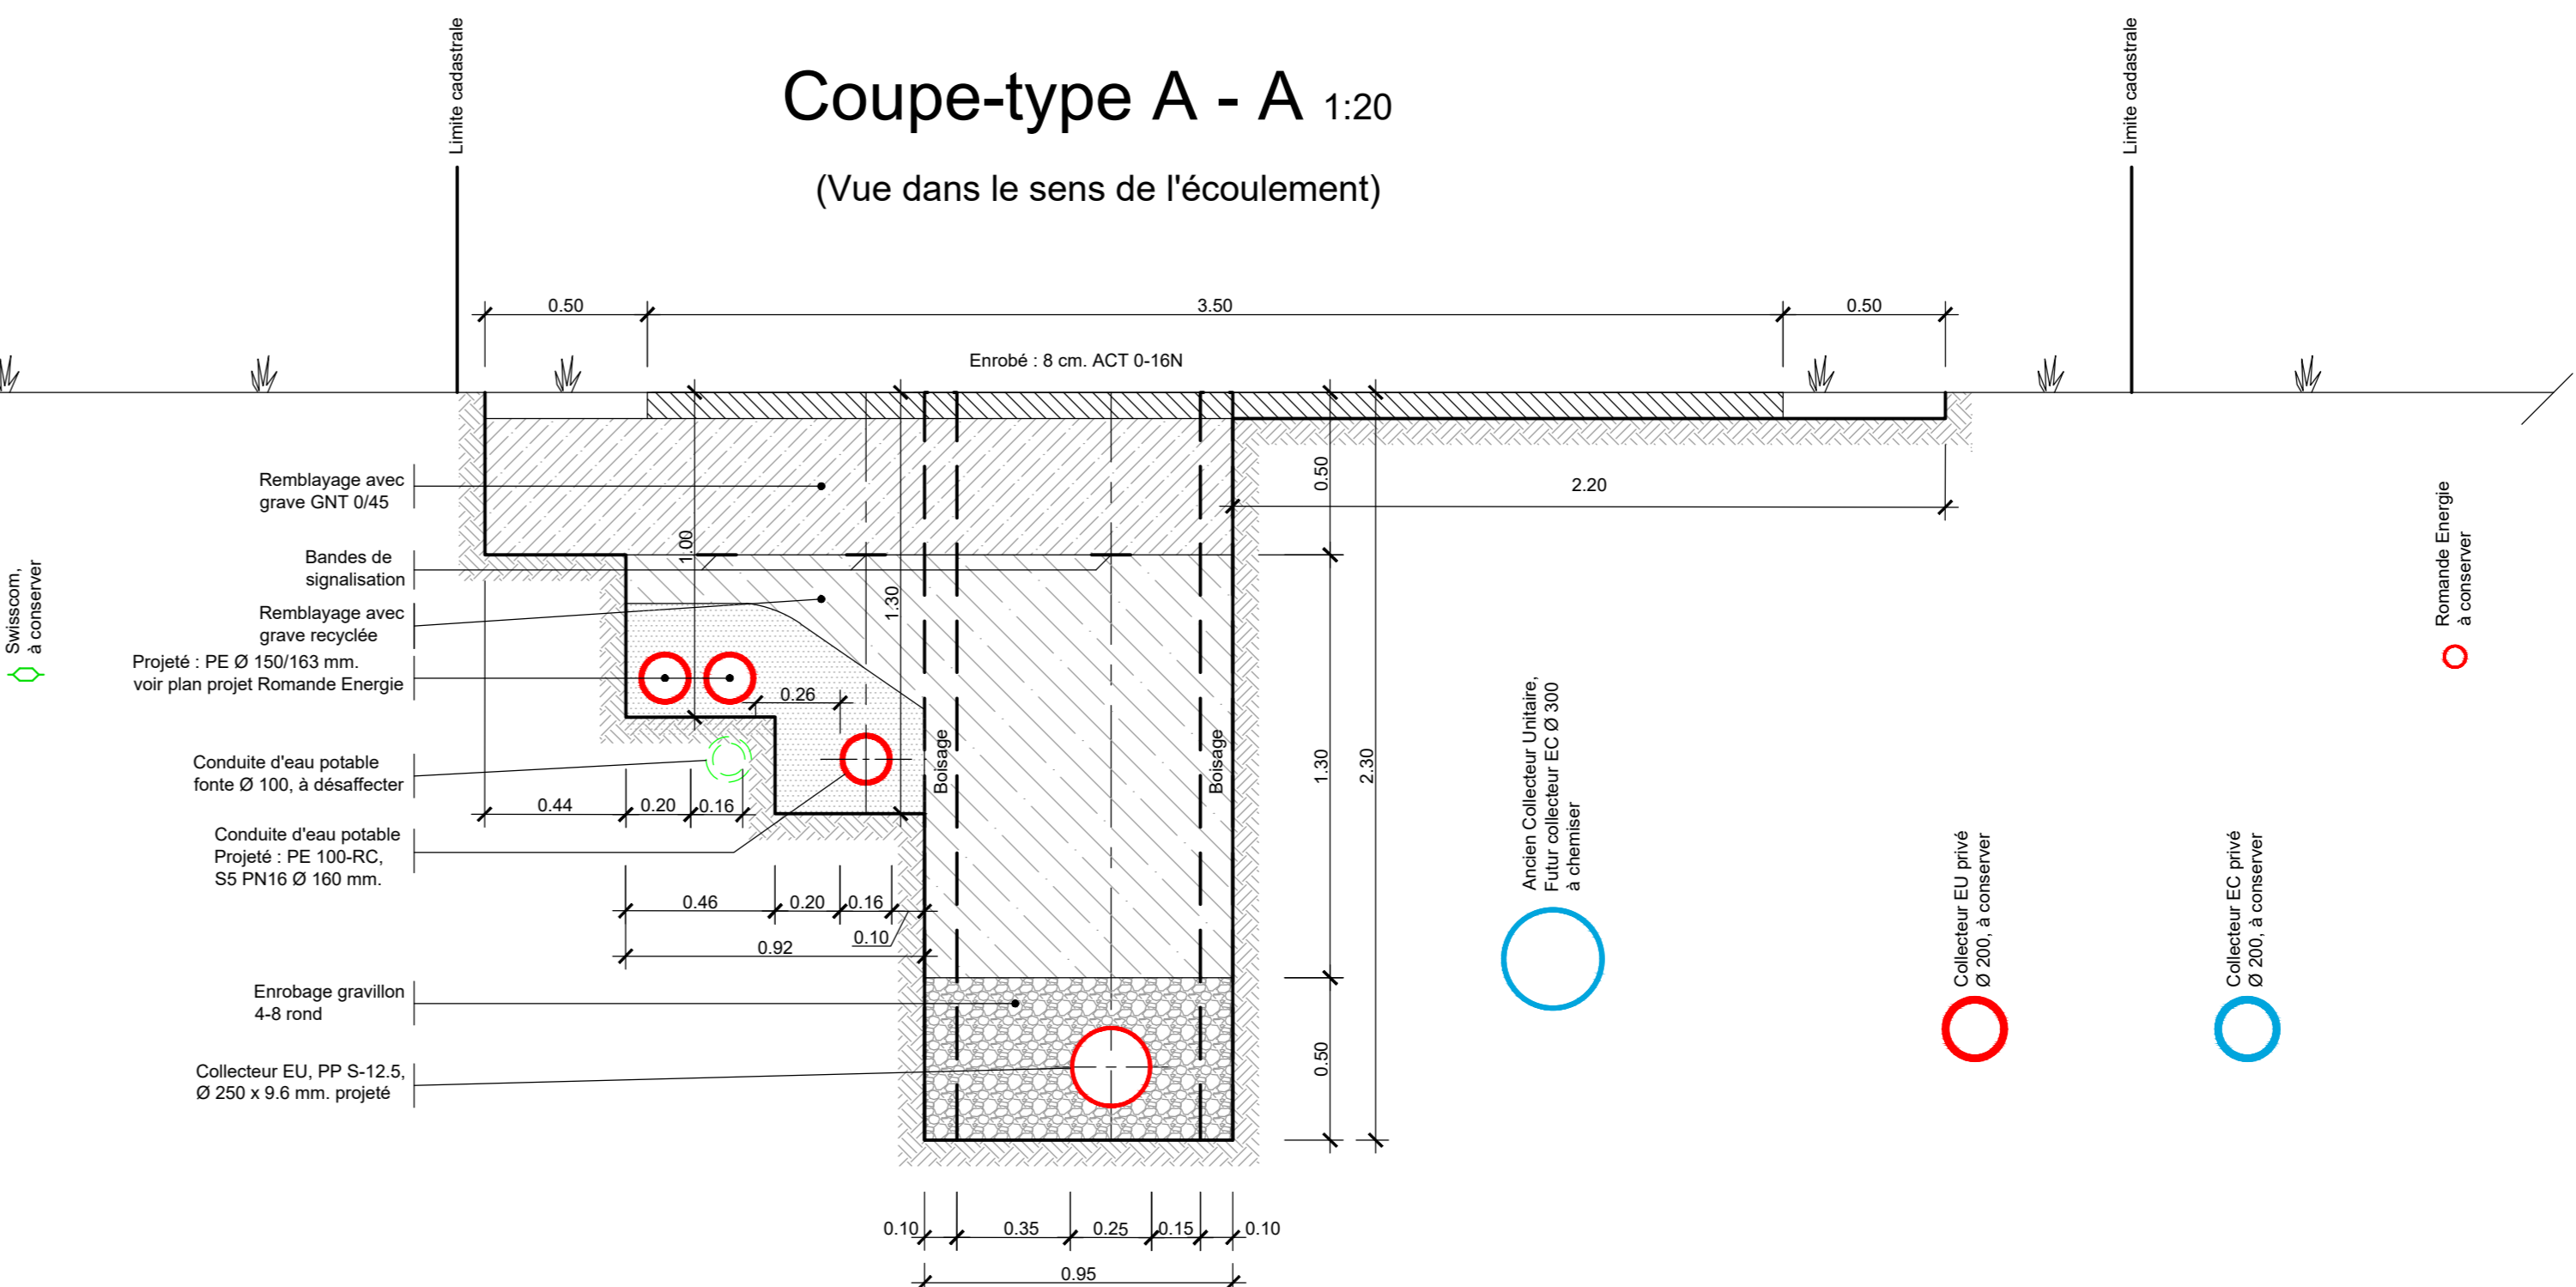 Coupe-type A - A 1:20
(Vue dans le sens de l'écoulement)
Limite cadastrale
Limite cadastrale
0.50
3.50
0.50
Enrobé : 8 cm. ACT 0-16N
Remblayage avec
grave GNT 0/45
Bandes de
signalisation
Remblayage avec
grave recyclée
Projeté : PE Ø 150/163 mm.
voir plan projet Romande Energie
Conduite d'eau potable
fonte Ø 100, à désaffecter
Conduite d'eau potable
Projeté : PE 100-RC,
S5 PN16 Ø 160 mm.
Enrobage gravillon
4-8 rond
Collecteur EU, PP S-12.5,
Ø 250 x 9.6 mm. projeté
Swisscom,
à conserver
1.00
1.30
0.26
0.44
0.20
0.16
0.46
0.20
0.16
0.10
0.92
Boisage
Boisage
0.50
2.20
1.30
2.30
0.50
Ancien Collecteur Unitaire,
Futur collecteur EC Ø 300
à chemiser
Collecteur EU privé
Ø 200, à conserver
Collecteur EC privé
Ø 200, à conserver
Romande Energie
à conserver
0.10
0.35
0.25
0.15
0.10
0.95